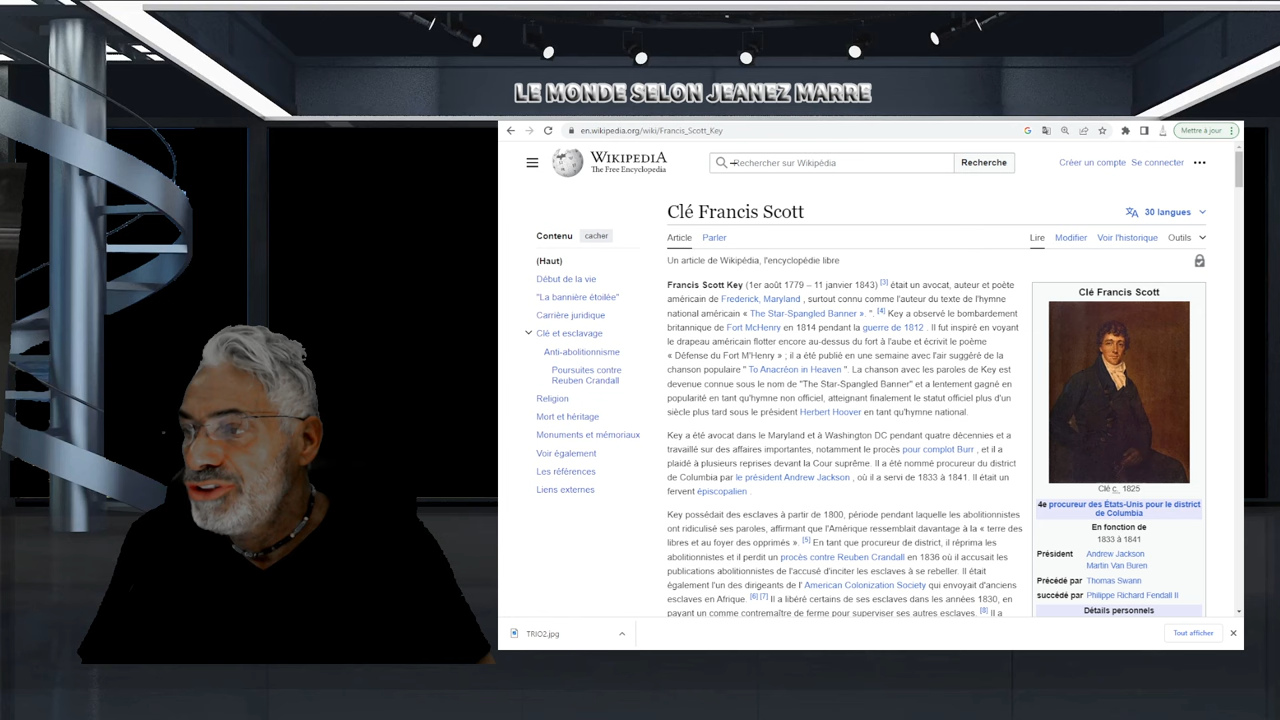 LE MONDE SELON JEANEZ MARRE
en.wikipedia.org/wiki/Francis_Scott_Key
Mettre à jour
WIKIPEDIA
The Free Encyclopedia
Rechercher sur Wikipédia
Recherche
Créer un compte Se connecter
Clé Francis Scott
30 langues
Contenu cacher
Article Parler
Lire Modifier Voir l'historique Outils
(Haut)
Début de la vie
"La bannière étoilée"
Carrière juridique
Clé et esclavage
Anti-abolitionnisme
Poursuites contre
Reuben Crandall
Religion
Mort et héritage
Monuments et mémoriaux
Voir également
Les références
Liens externes
Un article de Wikipédia, l'encyclopédie libre
Francis Scott Key (1er août 1779 – 11 janvier 1843) [3] était un avocat, auteur et poète
américain de Frederick, Maryland , surtout connu comme l'auteur du texte de l'hymne
national américain « The Star-Spangled Banner ». ". [4] Key a observé le bombardement
britannique de Fort McHenry en 1814 pendant la guerre de 1812 . Il fut inspiré en voyant
le drapeau américain flotter encore au-dessus du fort à l'aube et écrivit le poème
« Défense du Fort M'Henry » ; il a été publié en une semaine avec l'air suggéré de la
chanson populaire " To Anacréon in Heaven ". La chanson avec les paroles de Key est
devenue connue sous le nom de "The Star-Spangled Banner" et a lentement gagné en
popularité en tant qu'hymne non officiel, atteignant finalement le statut officiel plus d'un
siècle plus tard sous le président Herbert Hoover en tant qu'hymne national.
Key a été avocat dans le Maryland et à Washington DC pendant quatre décennies et a
travaillé sur des affaires importantes, notamment le procès pour complot Burr , et il a
plaidé à plusieurs reprises devant la Cour suprême. Il a été nommé procureur du district
de Columbia par le président Andrew Jackson , où il a servi de 1833 à 1841. Il était un
fervent épiscopalien .
Key possédait des esclaves à partir de 1800, période pendant laquelle les abolitionnistes
ont ridiculisé ses paroles, affirmant que l'Amérique ressemblait davantage à la « terre des
libres et au foyer des opprimés ». [5] En tant que procureur de district, il réprima les
abolitionnistes et il perdit un procès contre Reuben Crandall en 1836 où il accusait les
publications abolitionnistes de l'accusé d'inciter les esclaves à se rebeller. Il était
également l'un des dirigeants de l' American Colonization Society qui envoyait d'anciens
esclaves en Afrique. [6] [7] Il a libéré certains de ses esclaves dans les années 1830, en
payant un comme contremaître de ferme pour superviser ses autres esclaves. [8] Il a
Clé Francis Scott
Clé c. 1825
4e procureur des États-Unis pour le district
de Columbia
En fonction de
1833 à 1841
Président Andrew Jackson
Martin Van Buren
Précédé par Thomas Swann
succédé par Philippe Richard Fendall II
Détails personnels
TRIO2.jpg
Tout afficher